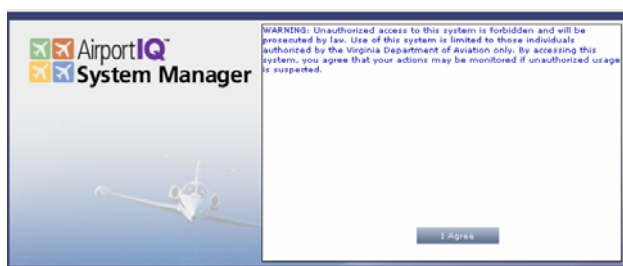 AirportIQ™
System Manager
WARNING: Unauthorized access to this system is forbidden and will be
prosecuted by law. Use of this system is limited to those individuals
authorized by the Virginia Department of Aviation only. By accessing this
system, you agree that your actions may be monitored if unauthorized usage
is suspected.
I Agree